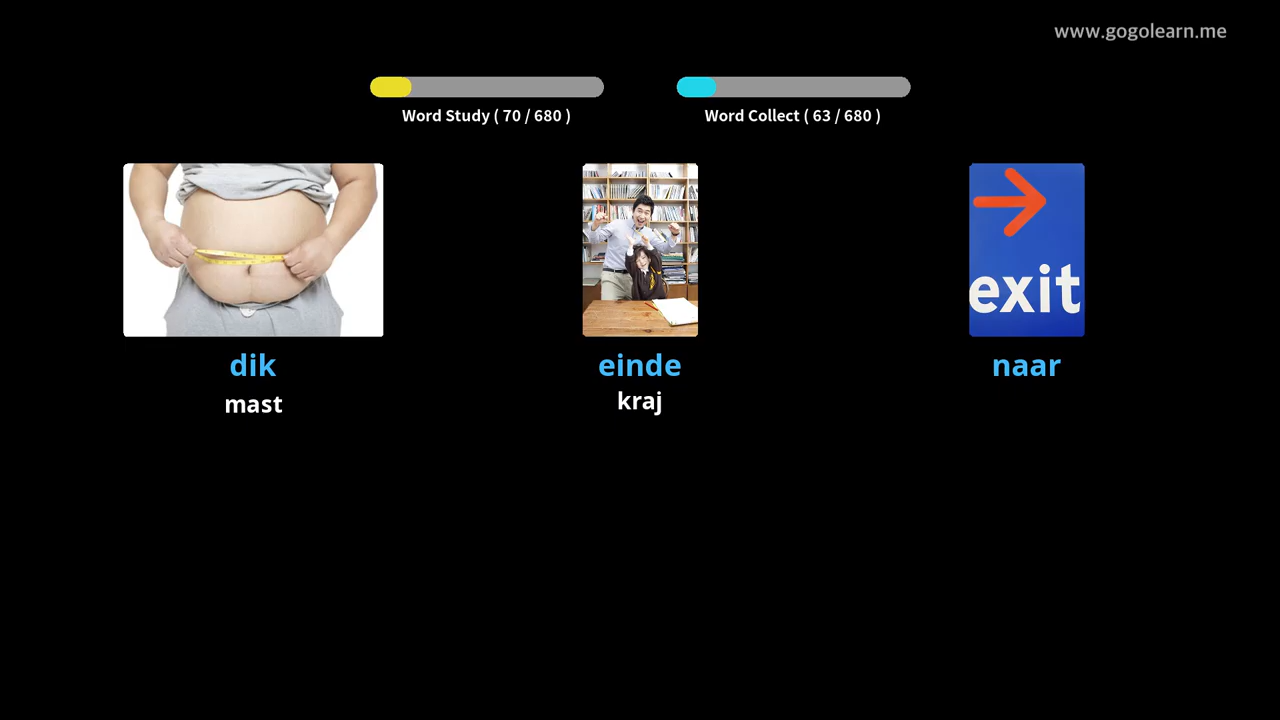 www.gogolearn.me
Word Study ( 70 / 680 )
Word Collect ( 63 / 680 )
exit
dik
einde
naar
mast
kraj